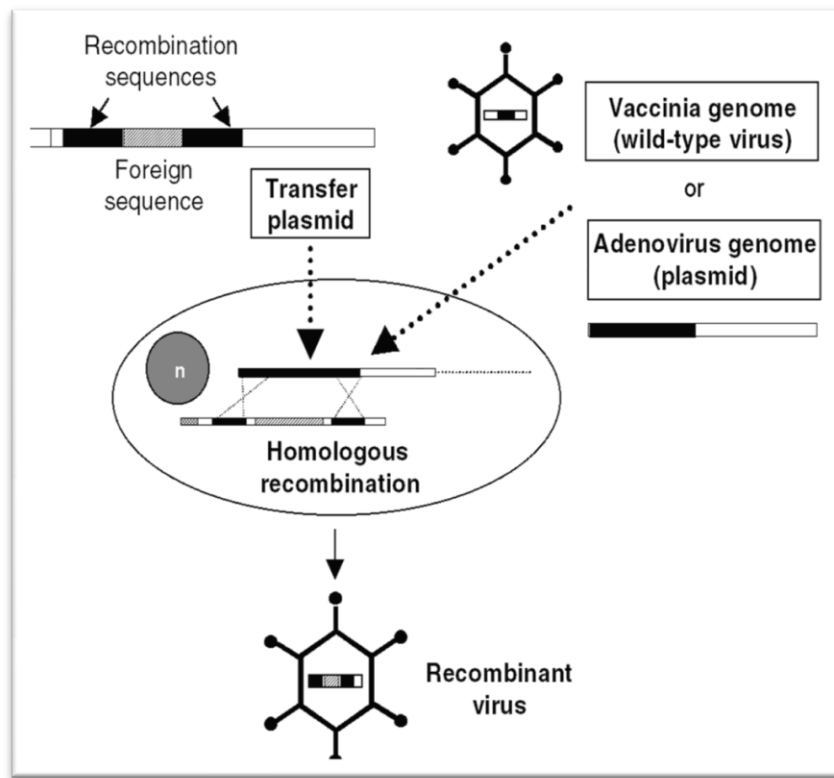 Recombination
sequences
Foreign
sequence
Transfer
plasmid
Vaccinia genome
(wild-type virus)
or
Adenovirus genome
(plasmid)
n
Homologous
recombination
Recombinant
virus